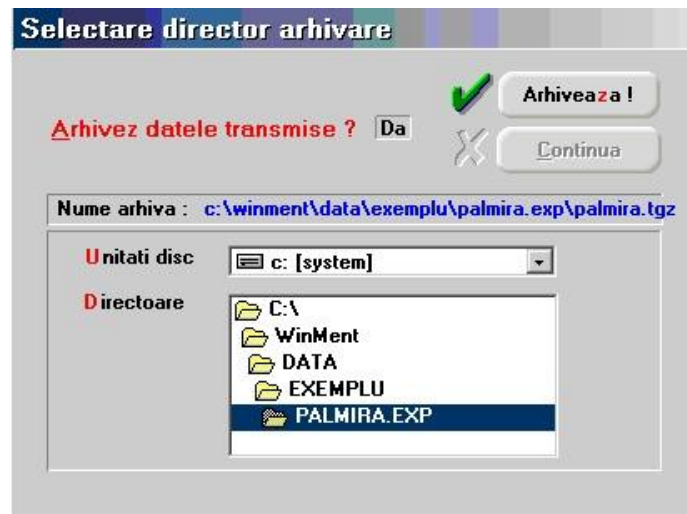 Selectare director arhivare
Arhiveaza !
Arhivez datele transmise ? Da
Continua
Nume arhiva : c:\winment\data\exemplu\palmira.exp\palmira.tgz
Unitati disc c: [system]
Directoare C:\
WinMent
DATA
EXEMPLU
PALMIRA.EXP